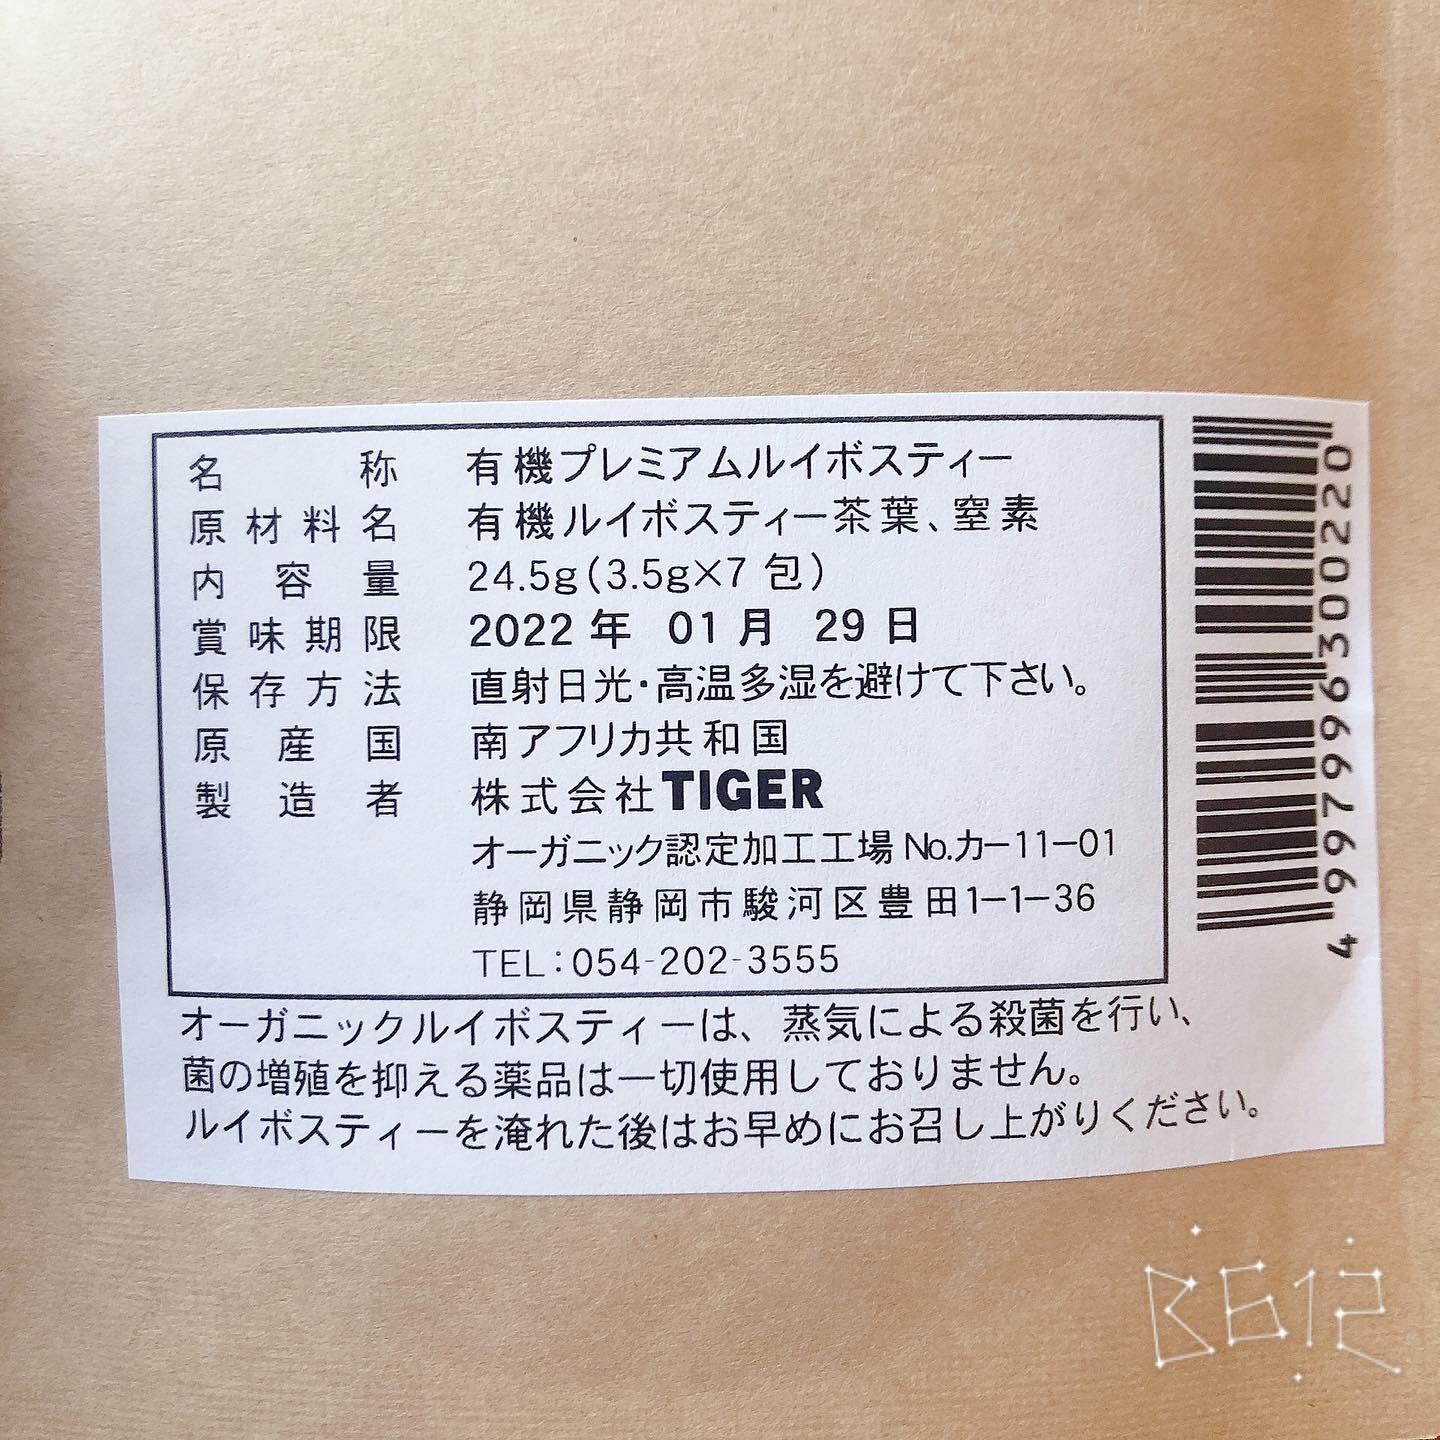 名称 有機プレミアムルイボスティー
原材料名 有機ルイボスティー茶葉、窒素
内容量 24.5g(3.5g×7 包)
賞味期限 2022 年 01 月 29 日
保存方法 直射日光・高温多湿を避けて下さい。
原産国 南アフリカ共和国
製造者 株式会社TIGER
オーガニック認定加工工場 No.カー11ー01
静岡県静岡市駿河区豊田1ー1ー36
TEL:054-202-3555
オーガニックルイボスティーは、蒸気による殺菌を行い、
菌の増殖を抑える薬品は一切使用しておりません。
ルイボスティーを淹れた後はお早めにお召し上がりください。
4997996300220
B612